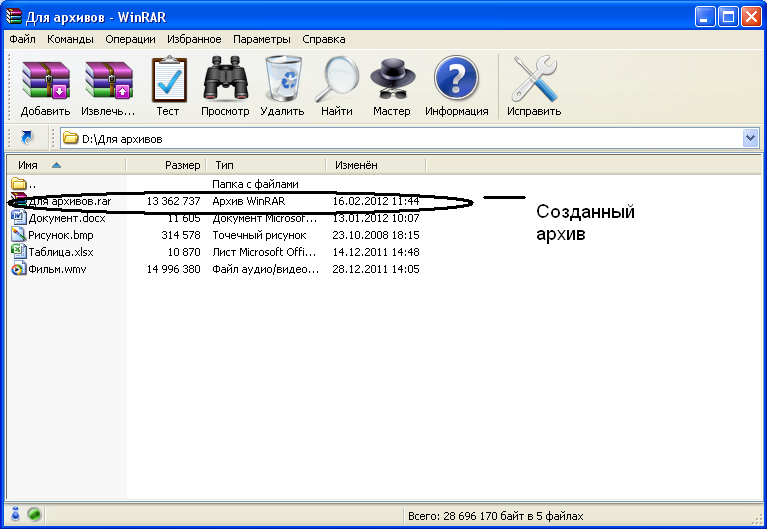 Для архивов - WinRAR
Файл Команды Операции Избранное Параметры Справка
Добавить Извлечь... Тест Просмотр Удалить Найти Мастер Информация Исправить
D:\Для архивов
Имя Размер Тип Изменён
.. Папка с файлами
Для архивов.rar 13 362 737 Архив WinRAR 16.02.2012 11:44
Документ.docx 11 605 Документ Microsof... 13.01.2012 10:07
Рисунок.bmp 314 578 Точечный рисунок 23.10.2008 18:15
Таблица.xlsx 10 870 Лист Microsoft Offi... 14.12.2011 14:48
Фильм.wmv 14 996 380 Файл аудио/видео... 28.12.2011 14:05
Созданный
архив
Всего: 28 696 170 байт в 5 файлах